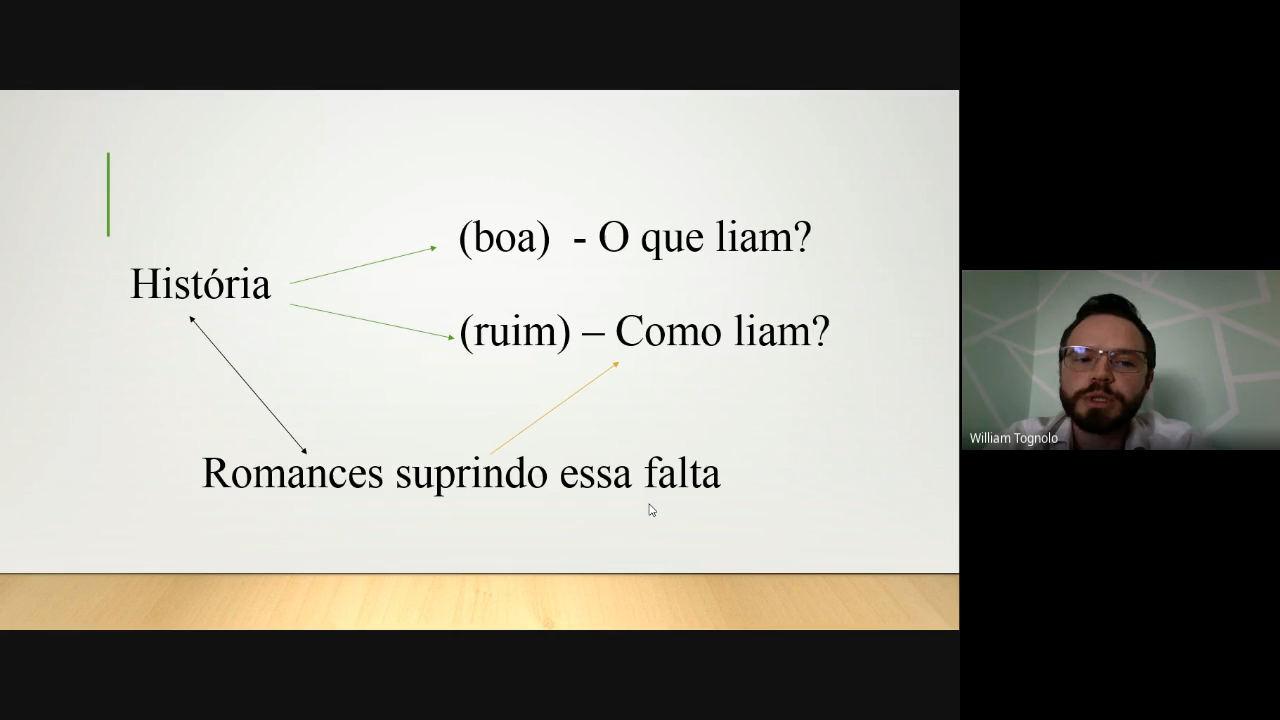 (boa) - O que liam?
História
(ruim) – Como liam?
Romances suprindo essa falta
William Tognolo